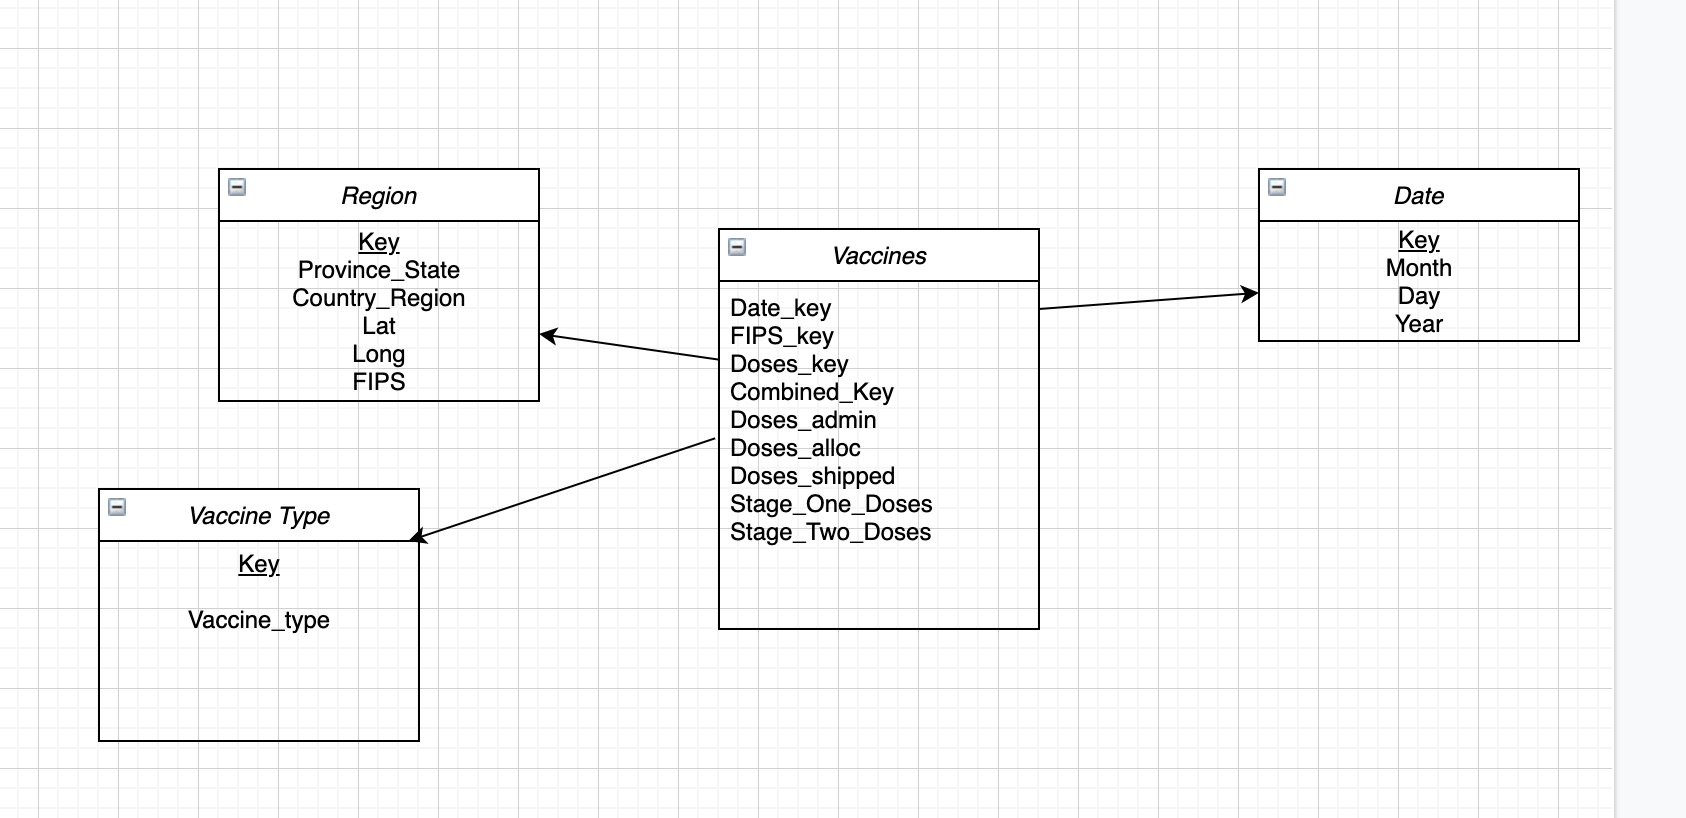 Region
Key
Province_State
Country_Region
Lat
Long
FIPS
Vaccines
Date_key
FIPS_key
Doses_key
Combined_Key
Doses_admin
Doses_alloc
Doses_shipped
Stage_One_Doses
Stage_Two_Doses
Date
Key
Month
Day
Year
Vaccine Type
Key
Vaccine_type